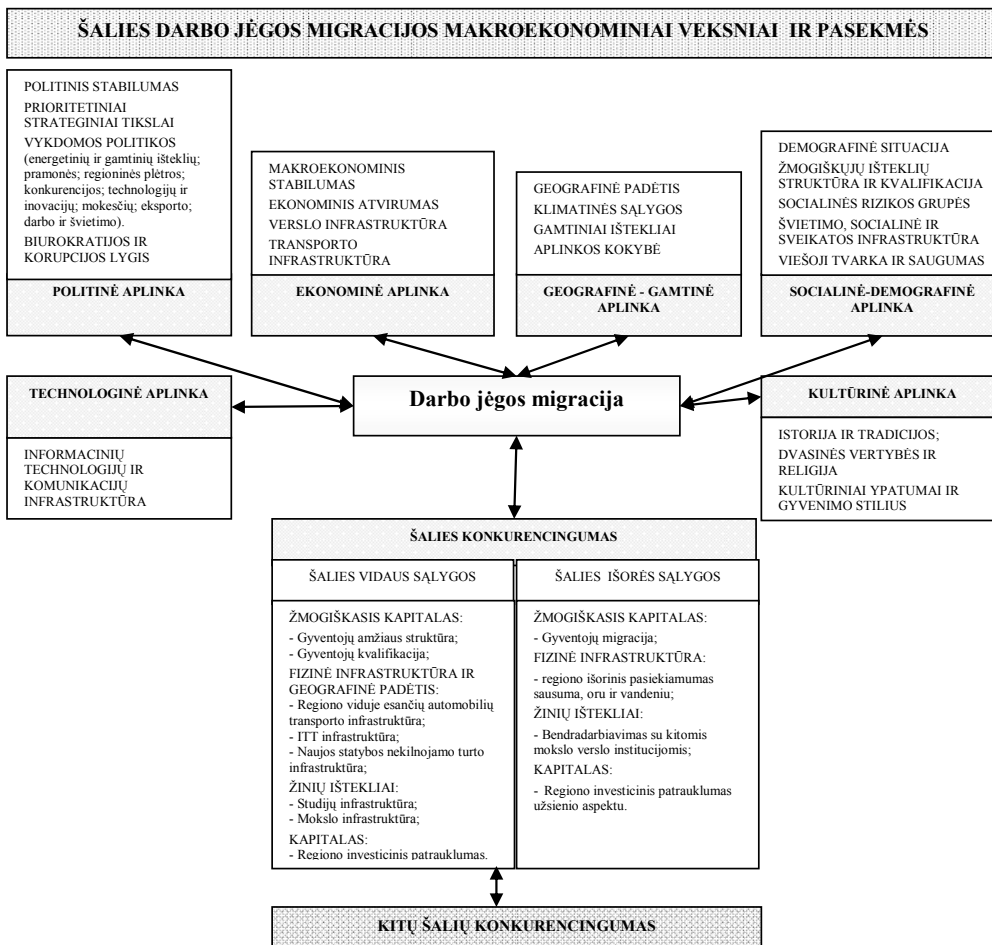 ŠALIES DARBO JĖGOS MIGRACIJOS MAKROEKONOMINIAI VEKSNIAI IR PASEKMĖS
POLITINIS STABILUMAS
PRIORITETINIAI
STRATEGINIAI TIKSLAI
VYKDOMOS POLITIKOS
(energetinių ir gamtinių išteklių;
pramonės; regioninės plėtros;
konkurencijos; technologijų ir
inovacijų; mokesčių; eksporto;
darbo ir švietimo).
BIUROKRATIJOS IR
KORUPCIJOS LYGIS
POLITINĖ APLINKA
MAKROEKONOMINIS
STABILUMAS
EKONOMINIS ATVIRUMAS
VERSLO INFRASTRUKTŪRA
TRANSPORTO
INFRASTRUKTŪRA
EKONOMINĖ APLINKA
GEOGRAFINĖ PADĖTIS
KLIMATINĖS SĄLYGOS
GAMTINIAI IŠTEKLIAI
APLINKOS KOKYBĖ
GEOGRAFINĖ - GAMTINĖ
APLINKA
DEMOGRAFINĖ SITUACIJA
ŽMOGIŠKŲJŲ IŠTEKLIŲ
STRUKTŪRA IR KVALIFIKACIJA
SOCIALINĖS RIZIKOS GRUPĖS
ŠVIETIMO, SOCIALINĖ IR
SVEIKATOS INFRASTRUKTŪRA
VIEŠOJI TVARKA IR SAUGUMAS
SOCIALINĖ-DEMOGRAFINĖ
APLINKA
TECHNOLOGINĖ APLINKA
INFORMACINIŲ
TECHNOLOGIJŲ IR
KOMUNIKACIJŲ
INFRASTRUKTŪRA
Darbo jėgos migracija
KULTŪRINĖ APLINKA
ISTORIJA IR TRADICIJOS;
DVASINĖS VERTYBĖS IR
RELIGIJA
KULTŪRINIAI YPATUMAI IR
GYVENIMO STILIUS
ŠALIES KONKURENCINGUMAS
ŠALIES VIDAUS SĄLYGOS
ŽMOGIŠKASIS KAPITALAS:
- Gyventojų amžiaus struktūra;
- Gyventojų kvalifikacija;
FIZINĖ INFRASTRUKTŪRA IR
GEOGRAFINĖ PADĖTIS:
- Regiono viduje esančių automobilių
transporto infrastruktūra;
- ITT infrastruktūra;
- Naujos statybos nekilnojamo turto
infrastruktūra;
ŽINIŲ IŠTEKLIAI:
- Studijų infrastruktūra;
- Mokslo infrastruktūra;
KAPITALAS:
- Regiono investicinis patrauklumas.
ŠALIES IŠORĖS SĄLYGOS
ŽMOGIŠKASIS KAPITALAS:
- Gyventojų migracija;
FIZINĖ INFRASTRUKTŪRA:
- regiono išorinis pasiekiamumas
sausuma, oru ir vandeniu;
ŽINIŲ IŠTEKLIAI:
- Bendradarbiavimas su kitomis
mokslo verslo institucijomis;
KAPITALAS:
- Regiono investicinis patrauklumas
užsienio aspektu.
KITŲ ŠALIŲ KONKURENCINGUMAS